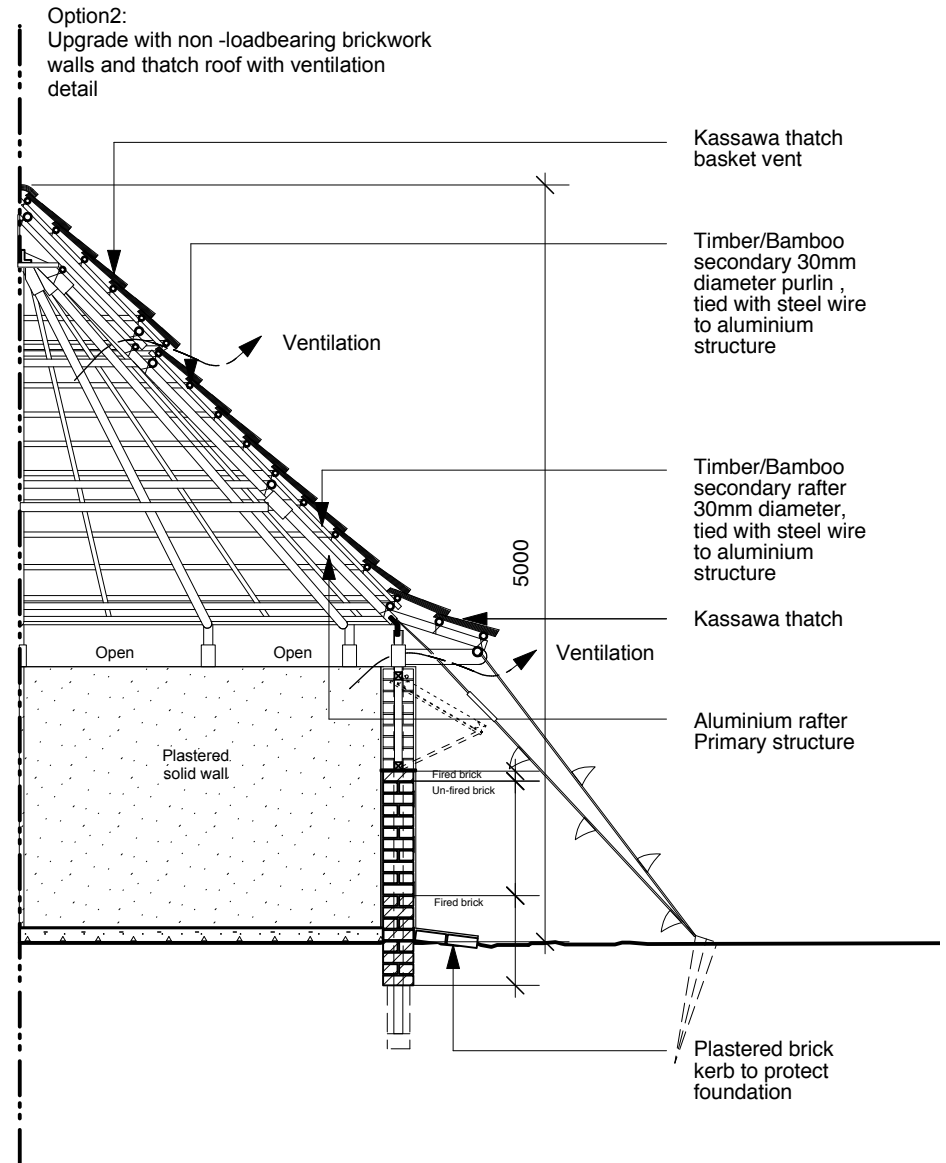 Option2:
Upgrade with non -loadbearing brickwork
walls and thatch roof with ventilation
detail
Kassawa thatch
basket vent
Timber/Bamboo
secondary 30mm
diameter purlin ,
tied with steel wire
to aluminium
structure
Ventilation
Timber/Bamboo
secondary rafter
30mm diameter,
tied with steel wire
to aluminium
structure
5000
Kassawa thatch
Open
Open
Ventilation
Aluminium rafter
Primary structure
Plastered
solid wall
Fired brick
Un-fired brick
Fired brick
Plastered brick
kerb to protect
foundation